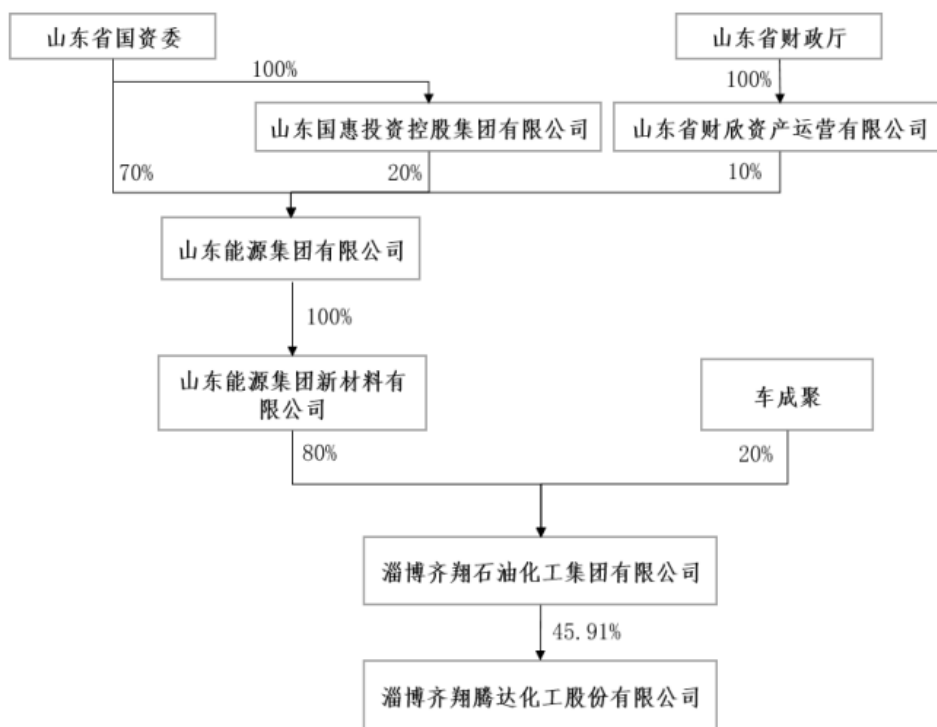 山东省国资委
山东省财政厅
100%
100%
山东国惠投资控股集团有限公司
山东省财欣资产运营有限公司
70%
20%
10%
山东能源集团有限公司
100%
山东能源集团新材料有
限公司
车成聚
80%
20%
淄博齐翔石油化工集团有限公司
45.91%
淄博齐翔腾达化工股份有限公司